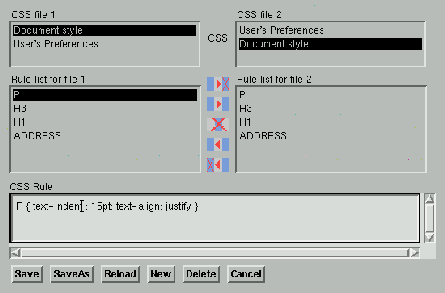 CSS file 1
Document style
User's Preferences
CSS
CSS file 2
User's Preferences
Document style
Rule list for file 1
P
H3
H1
ADDRESS
Rule list for file 2
P
H3
H1
ADDRESS
CSS Rule
P { text-indent : 15pt; text-align: justify }
Save SaveAs Reload New Delete Cancel